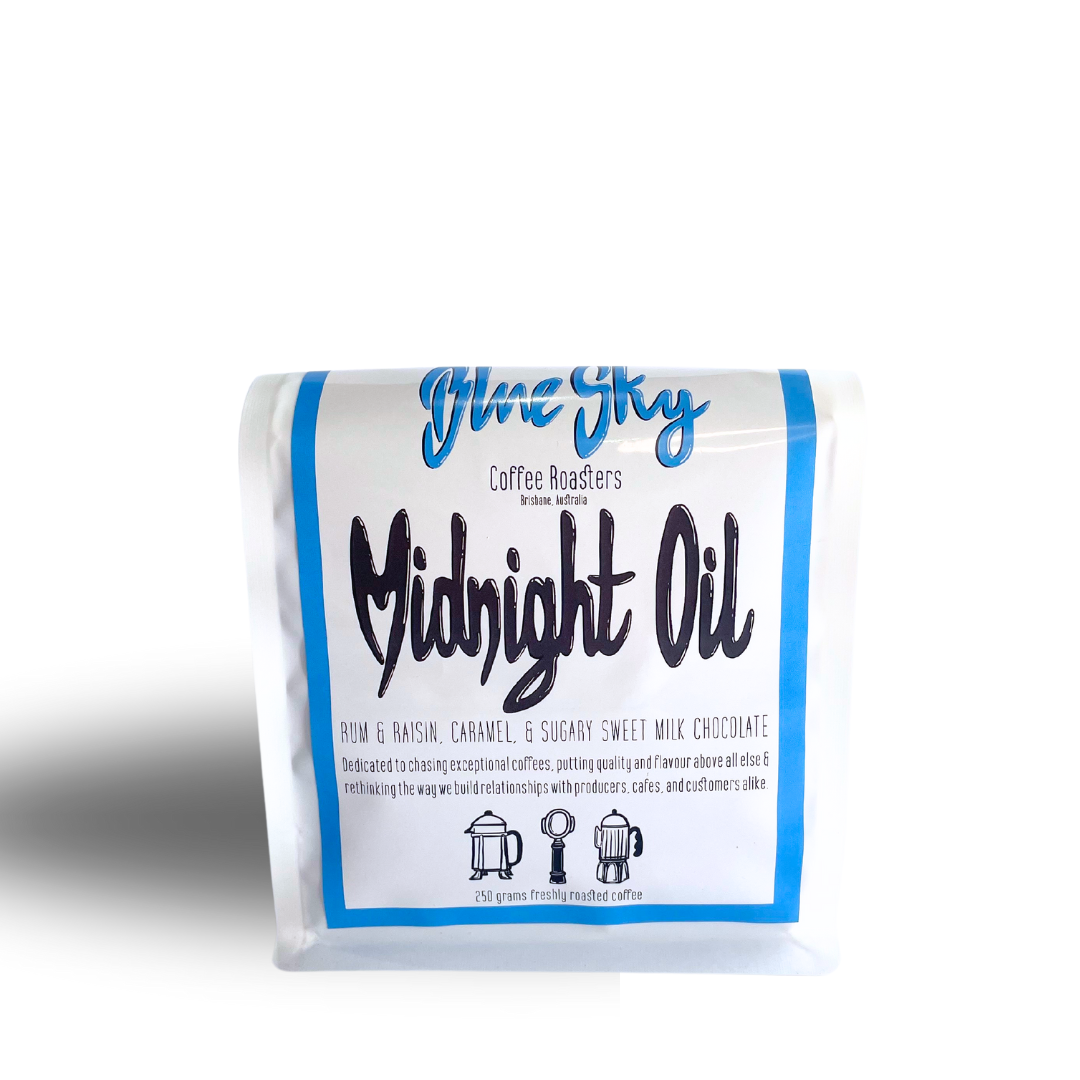 Blue Sky
Coffee Roasters
Brisbane, Australia
Midnight Oil
RUM & RAISIN, CARAMEL, & SUGARY SWEET MILK CHOCOLATE
Dedicated to chasing exceptional coffees, putting quality and flavour above all else &
rethinking the way we build relationships with producers, cafes, and customers alike.
250 grams freshly roasted coffee